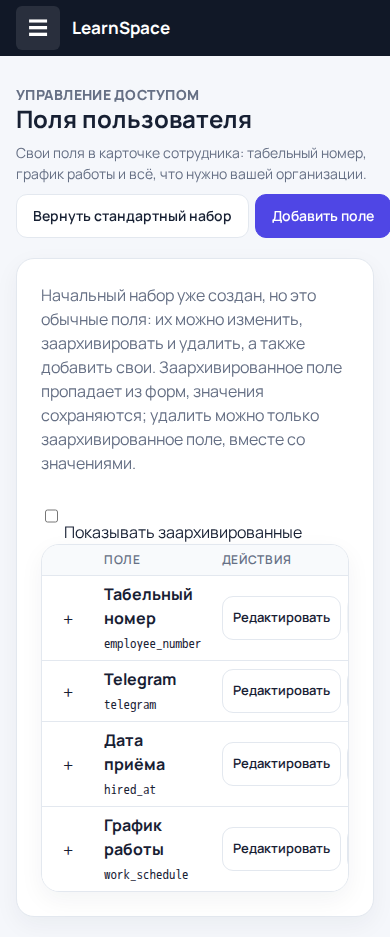 ☰ LearnSpace
УПРАВЛЕНИЕ ДОСТУПОМ
Поля пользователя
Свои поля в карточке сотрудника: табельный номер,
график работы и всё, что нужно вашей организации.
Вернуть стандартный набор Добавить поле
Начальный набор уже создан, но это
обычные поля: их можно изменить,
заархивировать и удалить, а также
добавить свои. Заархивированное поле
пропадает из форм, значения
сохраняются; удалить можно только
заархивированное поле, вместе со
значениями.
Показывать заархивированные
ПОЛЕ ДЕЙСТВИЯ
Табельный
номер
employee_number
+ Редактировать
Telegram
telegram
+ Редактировать
Дата
приёма
hired_at
+ Редактировать
График
работы
work_schedule
+ Редактировать